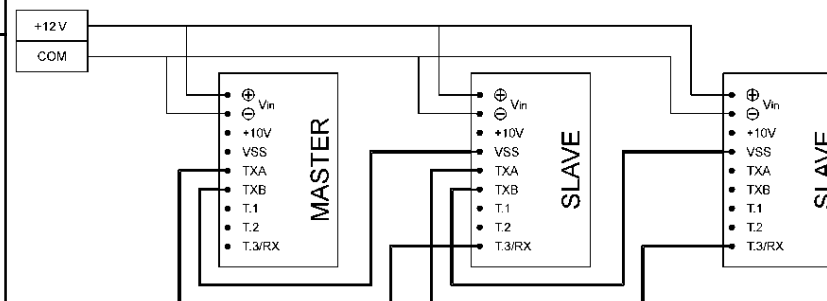 +12V
COM
⊕
Vin
⊖
+10V
VSS
TXA
TXB
T.1
T.2
T.3/RX
MASTER
⊕
Vin
⊖
+10V
VSS
TXA
TXB
T.1
T.2
T.3/RX
SLAVE
⊕
Vin
⊖
+10V
VSS
TXA
TXB
T.1
T.2
T.3/RX
SLAVE